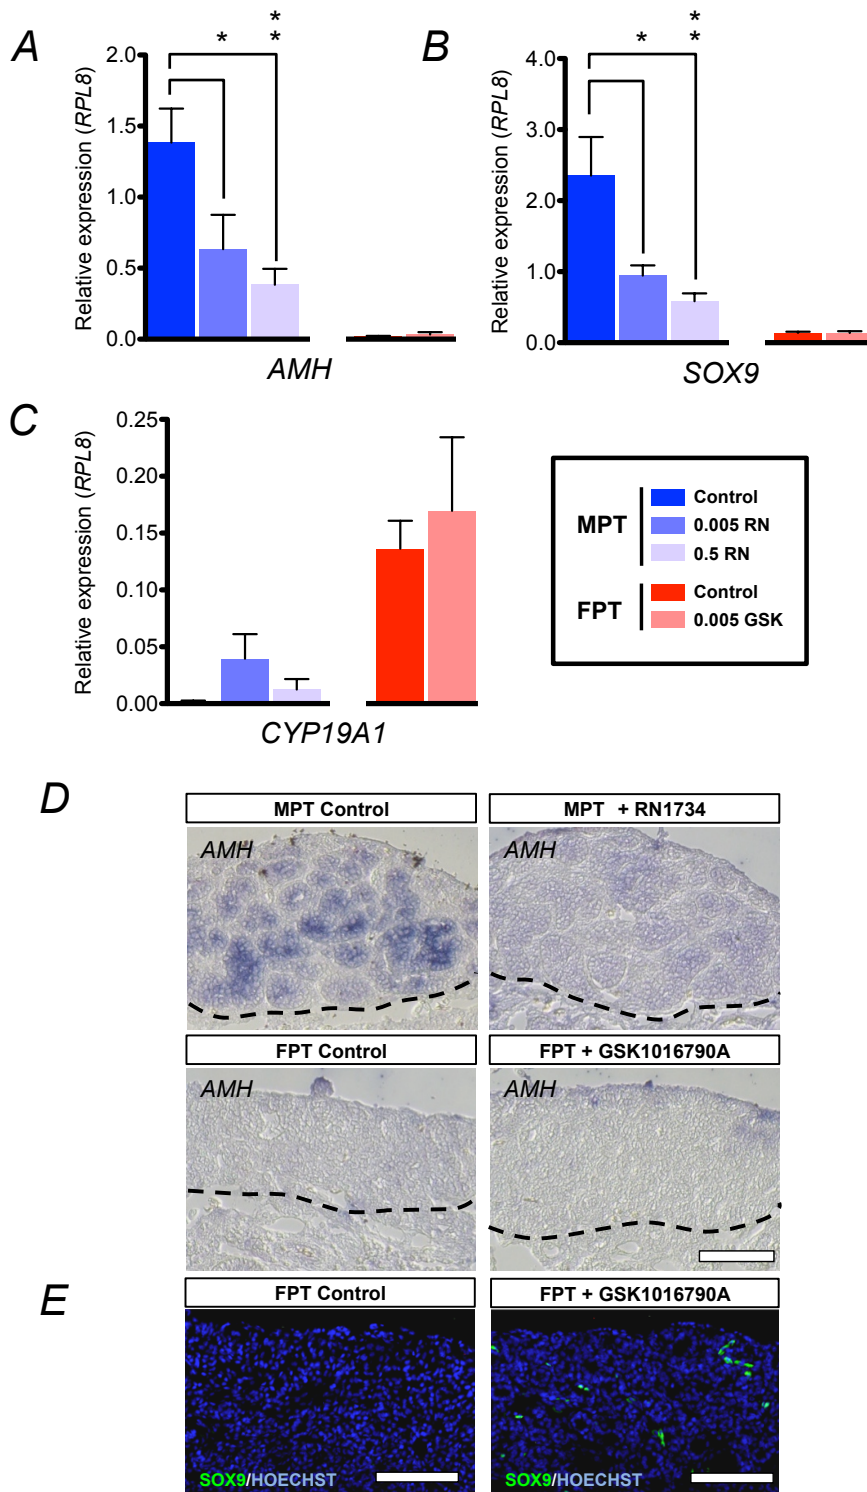 A
Relative expression (RPL8)
2.0
1.5
1.0
0.5
0.0
*
*
*
AMH
B
Relative expression (RPL8)
4.0
3.0
2.0
1.0
0.0
*
*
*
SOX9
C
Relative expression (RPL8)
0.25
0.20
0.15
0.10
0.05
0.00
CYP19A1
MPT
Control
0.005 RN
0.5 RN
FPT
Control
0.005 GSK
D
MPT Control
MPT + RN1734
AMH
AMH
FPT Control
FPT + GSK1016790A
AMH
AMH
E
FPT Control
FPT + GSK1016790A
SOX9/HOECHST
SOX9/HOECHST